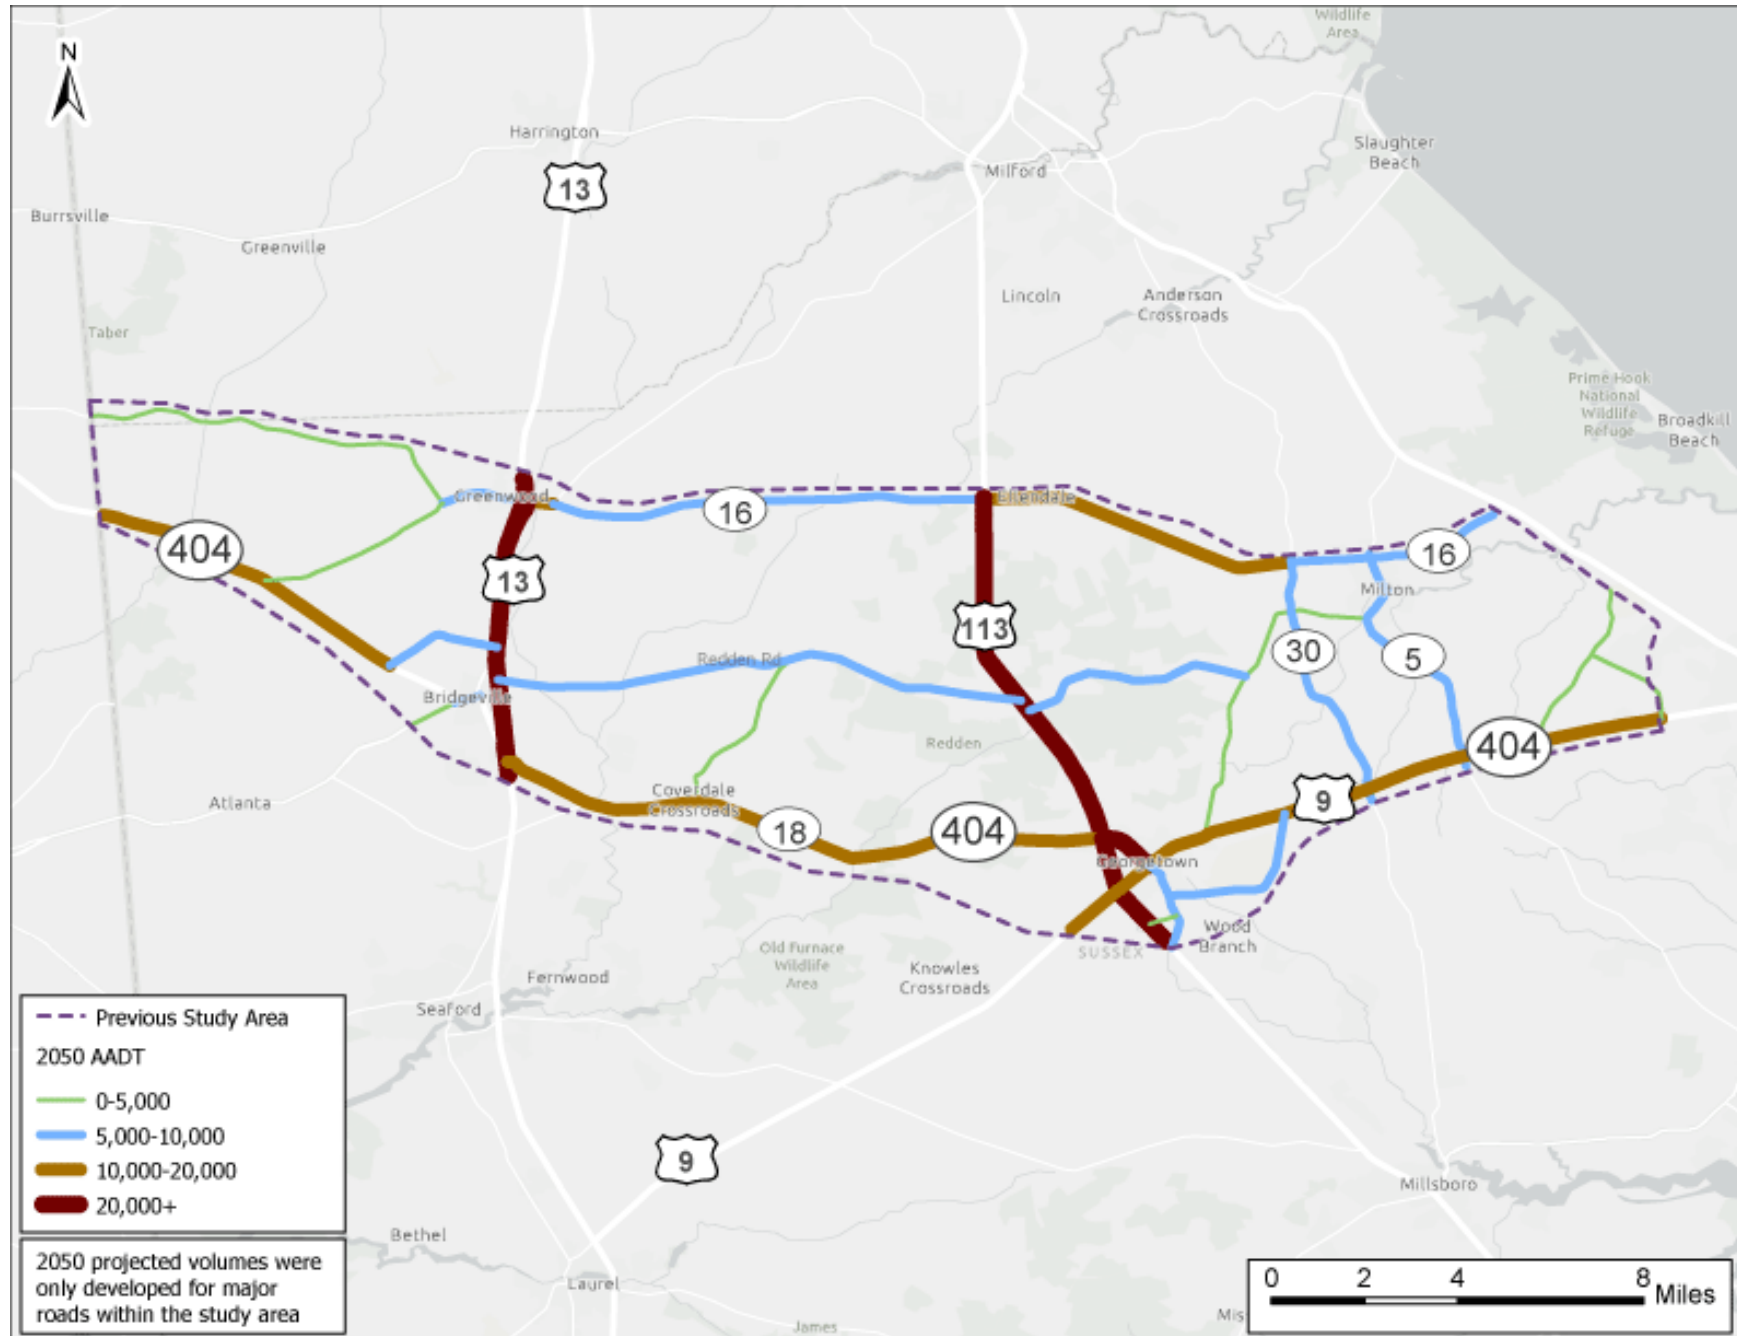 Wildlife
Area
N
Harrington
Slaughter
Beach
Milford
13
Burrsville
Greenville
Lincoln
Anderson
Crossroads
Taber
Prime Hook
National
Wildlife
Refuge
Broadkill
Beach
Greenwood
Ellendale
16
404
16
13
Milton
113
30
5
Redden Rd
Bridgeville
Redden
404
Coverdale
Crossroads
Atlanta
9
18
404
Georgetown
Wood
Branch
SUSSEX
Old Furnace
Wildlife
Area
Knowles
Crossroads
Fernwood
Seaford
Previous Study Area
2050 AADT
0-5,000
5,000-10,000
10,000-20,000
20,000+
9
Millsboro
Bethel
2050 projected volumes were
only developed for major
roads within the study area
Laurel
0 2 4 8
Miles
Mis
James